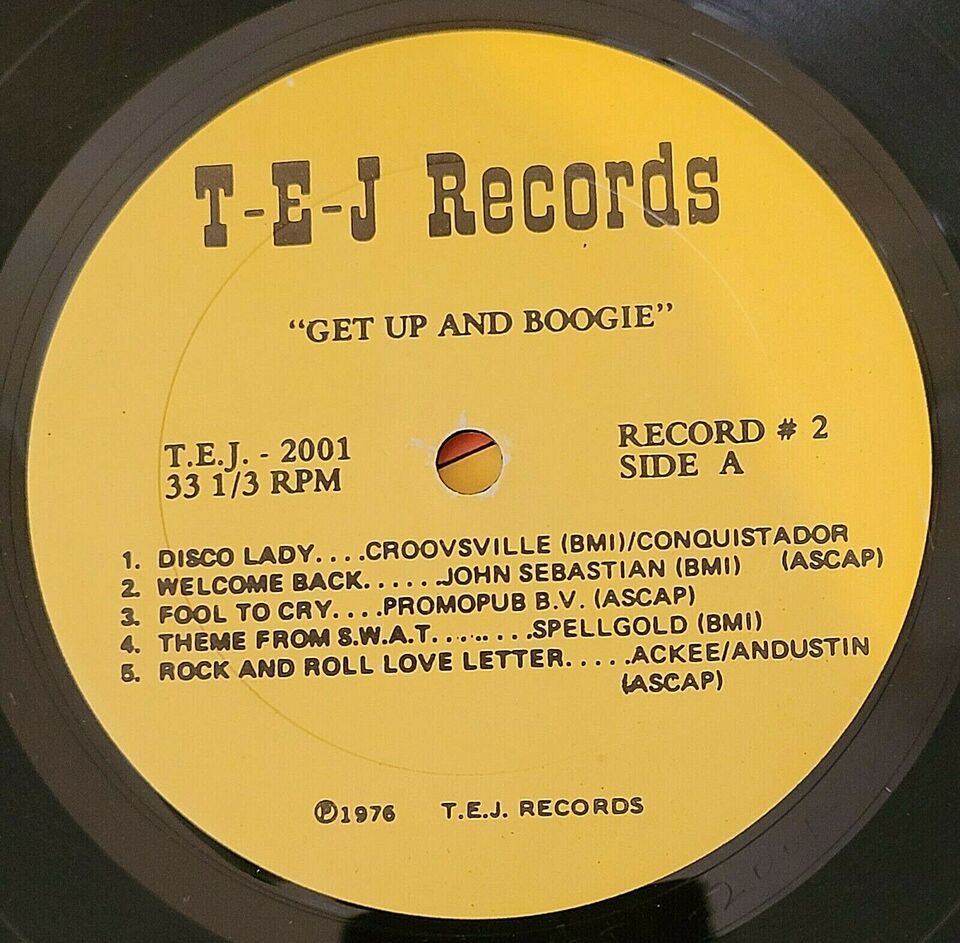 T-E-J Records
"GET UP AND BOOGIE"
T.E.J. - 2001
33 1/3 RPM
RECORD # 2
SIDE A
1. DISCO LADY....CROOVSVILLE (BMI)/CONQUISTADOR
(ASCAP)
2. WELCOME BACK......JOHN SEBASTIAN (BMI)
3. FOOL TO CRY....PROMOPUB B.V. (ASCAP)
4. THEME FROM S.W.A.T........SPELLGOLD (BMI)
5. ROCK AND ROLL LOVE LETTER.....ACKEE/ANDUSTIN
(ASCAP)
℗1976 T.E.J. RECORDS